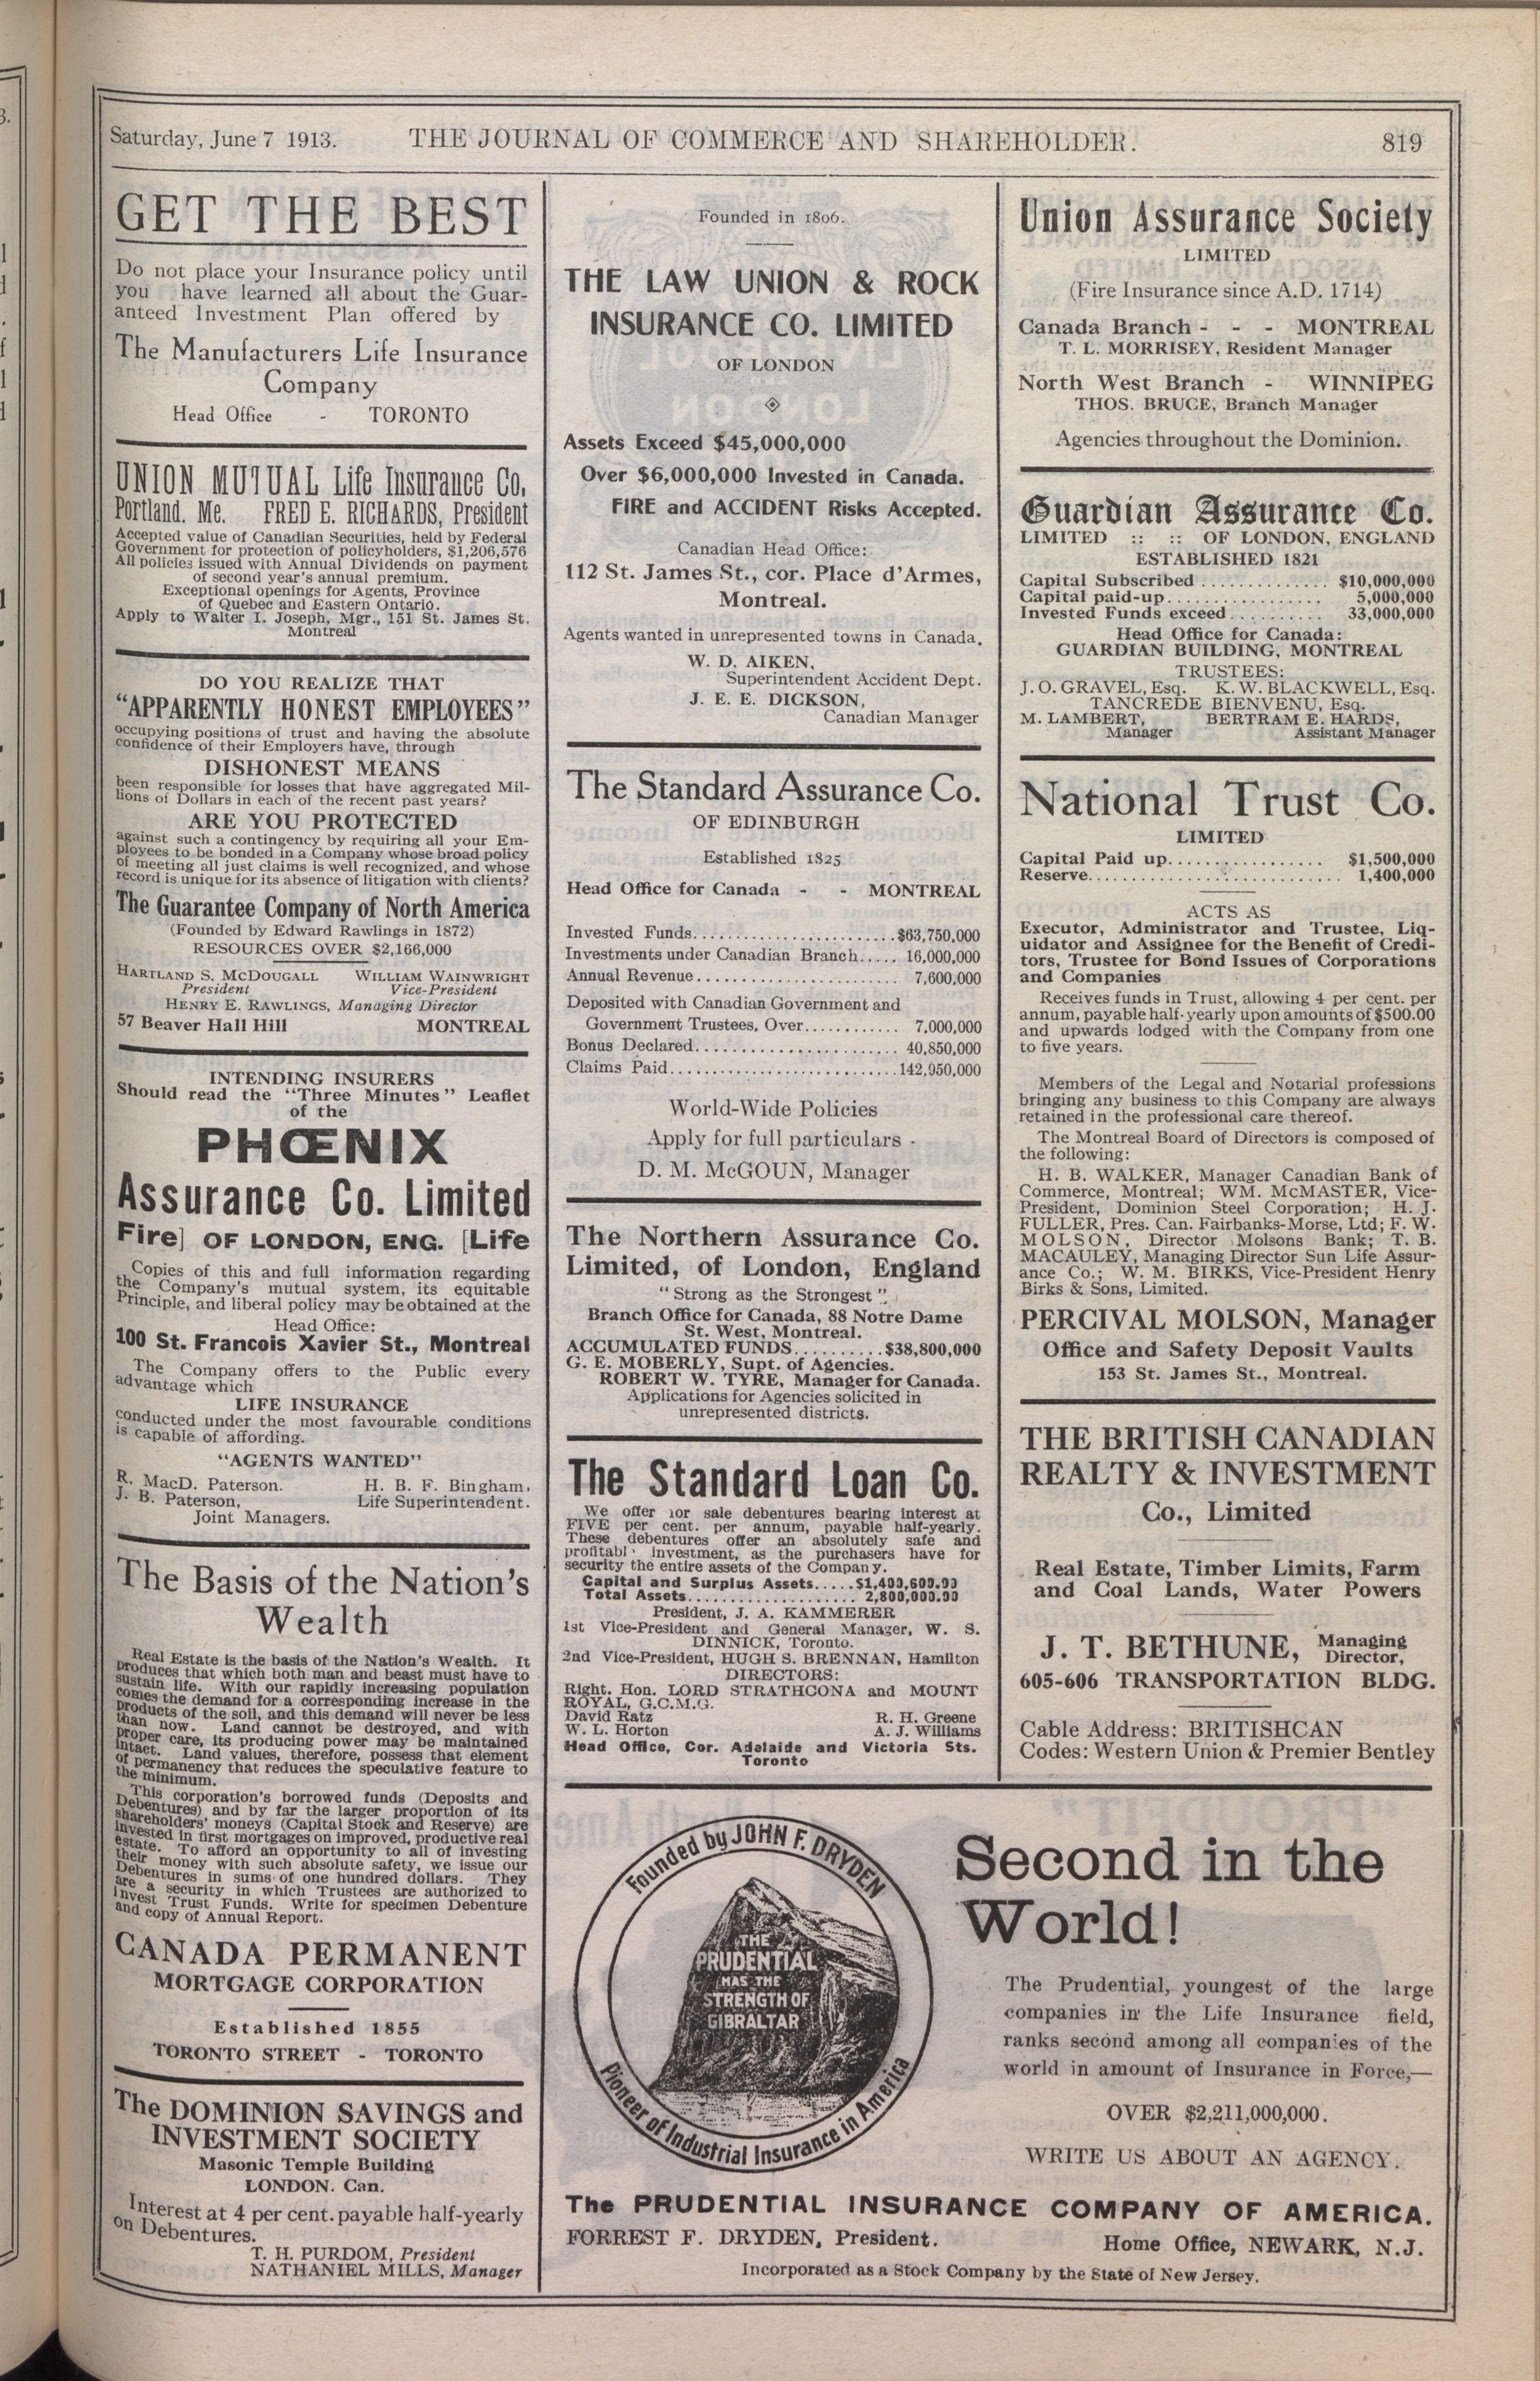 Saturday, June 7 1913.
THE JOURNAL OF COMMERCE AND SHAREHOLDER.
819
GET THE BEST
Do not place your Insurance policy until
you have learned all about the Guar-
anteed Investment Plan offered by
The Manufacturers Life Insurance
Company
Head Office - TORONTO
UNION MUTUAL Life Insurance Co.
Portland. Me. FRED E. RICHARDS, President
Accepted value of Canadian Securities, held by Federal
Government for protection of policyholders, $1,206,576
All policies issued with Annual Dividends on payment
of second year's annual premium.
Exceptional openings for Agents, Province
of Quebec and Eastern Ontario.
Apply to Walter I. Joseph, Mgr., 151 St. James St.
Montreal
DO YOU REALIZE THAT
"APPARENTLY HONEST EMPLOYEES"
occupying positions of trust and having the absolute
confidence of their Employers have, through
DISHONEST MEANS
been responsible for losses that have aggregated Mil-
lions of Dollars in each of the recent past years?
ARE YOU PROTECTED
against such a contingency by requiring all your Em-
ployees to be bonded in a Company whose broad policy
of meeting all just claims is well recognized, and whose
record is unique for its absence of litigation with clients?
The Guarantee Company of North America
(Founded by Edward Rawlings in 1872)
RESOURCES OVER $2,166,000
HARTLAND S. MCDOUGALL WILLIAM WAINWRIGHT
President Vice-President
HENRY E. RAWLINGS, Managing Director
57 Beaver Hall Hill MONTREAL
INTENDING INSURERS
Should read the "Three Minutes" Leaflet
of the
PHŒNIX
Assurance Co. Limited
Fire] OF LONDON, ENG. [Life
Copies of this and full information regarding
the Company's mutual system, its equitable
Principle, and liberal policy may be obtained at the
Head Office:
100 St. Francois Xavier St., Montreal
The Company offers to the Public every
advantage which
LIFE INSURANCE
conducted under the most favourable conditions
is capable of affording.
"AGENTS WANTED"
R. MacD. Paterson. H. B. F. Bingham,
J. B. Paterson, Life Superintendent.
Joint Managers.
The Basis of the Nation's
Wealth
Real Estate is the basis of the Nation's Wealth. It
produces that which both man and beast must have to
sustain life. With our rapidly increasing population
comes the demand for a corresponding increase in the
products of the soil, and this demand will never be less
than now. Land cannot be destroyed, and with
proper care, its producing power may be maintained
intact. Land values, therefore, possess that element
of permanency that reduces the speculative feature to
the minimum.
This corporation's borrowed funds (Deposits and
Debentures) and by far the larger proportion of its
shareholders' moneys (Capital Stock and Reserve) are
invested in first mortgages on improved, productive real
estate. To afford an opportunity to all of investing
their money with such absolute safety, we issue our
Debentures in sums of one hundred dollars. They
are a security in which Trustees are authorized to
invest Trust Funds. Write for specimen Debenture
and copy of Annual Report.
CANADA PERMANENT
MORTGAGE CORPORATION
Established 1855
TORONTO STREET - TORONTO
The DOMINION SAVINGS and
INVESTMENT SOCIETY
Masonic Temple Building
LONDON. Can.
Interest at 4 per cent. payable half-yearly
on Debentures.
T. H. PURDOM, President
NATHANIEL MILLS, Manager
Founded in 1806.
THE LAW UNION & ROCK
INSURANCE CO. LIMITED
OF LONDON
Assets Exceed $45,000,000
Over $6,000,000 Invested in Canada.
FIRE and ACCIDENT Risks Accepted.
Canadian Head Office:
112 St. James St., cor. Place d'Armes,
Montreal.
Agents wanted in unrepresented towns in Canada.
W. D. AIKEN,
Superintendent Accident Dept.
J. E. E. DICKSON,
Canadian Manager
The Standard Assurance Co.
OF EDINBURGH
Established 1825
Head Office for Canada - - MONTREAL
Invested Funds..........................$63,750,000
Investments under Canadian Branch..... 16,000,000
Annual Revenue......................... 7,600,000
Deposited with Canadian Government and
Government Trustees, Over............ 7,000,000
Bonus Declared......................... 40,850,000
Claims Paid............................142,950,000
World-Wide Policies
Apply for full particulars -
D. M. McGOUN, Manager
The Northern Assurance Co.
Limited, of London, England
"Strong as the Strongest"
Branch Office for Canada, 88 Notre Dame
St. West, Montreal.
ACCUMULATED FUNDS..........$38,800,000
G. E. MOBERLY, Supt. of Agencies.
ROBERT W. TYRE, Manager for Canada.
Applications for Agencies solicited in
unrepresented districts.
The Standard Loan Co.
We offer for sale debentures bearing interest at
FIVE per cent. per annum, payable half-yearly.
These debentures offer an absolutely safe and
profitabl investment, as the purchasers have for
security the entire assets of the Company.
Capital and Surplus Assets.....$1,400,600.00
Total Assets................... 2,800,000.00
President, J. A. KAMMERER
1st Vice-President and General Manager, W. S.
DINNICK, Toronto.
2nd Vice-President, HUGH S. BRENNAN, Hamilton
DIRECTORS:
Right. Hon. LORD STRATHCONA and MOUNT
ROYAL, G.C.M.G.
David Ratz R. H. Greene
W. L. Horton A. J. Williams
Head Office, Cor. Adelaide and Victoria Sts.
Toronto
Union Assurance Society
LIMITED
(Fire Insurance since A.D. 1714)
Canada Branch - - - MONTREAL
T. L. MORRISEY, Resident Manager
North West Branch - WINNIPEG
THOS. BRUCE, Branch Manager
Agencies throughout the Dominion.
Guardian Assurance Co.
LIMITED :: :: OF LONDON, ENGLAND
ESTABLISHED 1821
Capital Subscribed.............. $10,000,000
Capital paid-up................. 5,000,000
Invested Funds exceed.......... 33,000,000
Head Office for Canada:
GUARDIAN BUILDING, MONTREAL
TRUSTEES:
J. O. GRAVEL, Esq. K. W. BLACKWELL, Esq.
TANCREDE BIENVENU, Esq.
M. LAMBERT, BERTRAM E. HARDS,
Manager Assistant Manager
National Trust Co.
LIMITED
Capital Paid up................. $1,500,000
Reserve........................... 1,400,000
ACTS AS
Executor, Administrator and Trustee, Liq-
uidator and Assignee for the Benefit of Credi-
tors, Trustee for Bond Issues of Corporations
and Companies
Receives funds in Trust, allowing 4 per cent. per
annum, payable half-yearly upon amounts of $500.00
and upwards lodged with the Company from one
to five years.
Members of the Legal and Notarial professions
bringing any business to this Company are always
retained in the professional care thereof.
The Montreal Board of Directors is composed of
the following:
H. B. WALKER, Manager Canadian Bank of
Commerce, Montreal; WM. McMASTER, Vice-
President, Dominion Steel Corporation; H. J.
FULLER, Pres. Can. Fairbanks-Morse, Ltd; F. W.
MOLSON, Director Molsons Bank; T. B.
MACAULEY, Managing Director Sun Life Assur-
ance Co.; W. M. BIRKS, Vice-President Henry
Birks & Sons, Limited.
PERCIVAL MOLSON, Manager
Office and Safety Deposit Vaults
153 St. James St., Montreal.
THE BRITISH CANADIAN
REALTY & INVESTMENT
Co., Limited
Real Estate, Timber Limits, Farm
and Coal Lands, Water Powers
J. T. BETHUNE, Managing
Director,
605-606 TRANSPORTATION BLDG.
Cable Address: BRITISHCAN
Codes: Western Union & Premier Bentley
Founded by JOHN F. DRYDEN
THE
PRUDENTIAL
HAS THE
STRENGTH OF
GIBRALTAR
Pioneer of Industrial Insurance in America
Second in the
World!
The Prudential, youngest of the large
companies in the Life Insurance field,
ranks second among all companies of the
world in amount of Insurance in Force,—
OVER $2,211,000,000.
WRITE US ABOUT AN AGENCY.
The PRUDENTIAL INSURANCE COMPANY OF AMERICA.
FORREST F. DRYDEN, President. Home Office, NEWARK, N.J.
Incorporated as a Stock Company by the State of New Jersey.